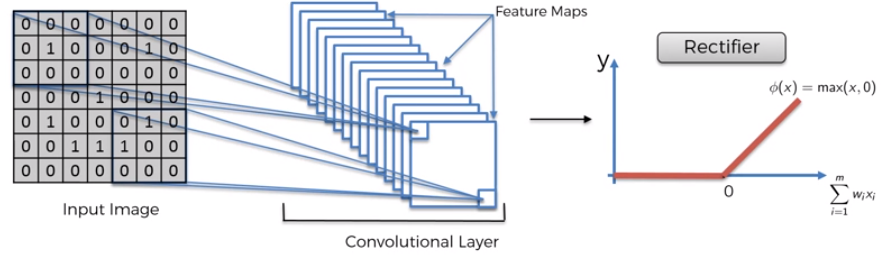 0 0 0 0 0 0 0
0 1 0 0 0 1 0
0 0 0 0 0 0 0
0 0 0 1 0 0 0
0 1 0 0 0 1 0
0 0 1 1 1 0 0
0 0 0 0 0 0 0
Input Image
Feature Maps
Convolutional Layer
Rectifier
y
ϕ(x) = max(x, 0)
0
m
∑ wᵢxᵢ
i=1